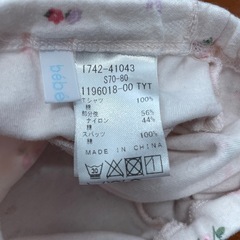 bébé
1742-41043
S70-80
1196018-00 TYT
Tシャツ 100%
綿
部分使 56%
ナイロン 44%
綿
スパッツ 100%
綿
MADE IN CHINA